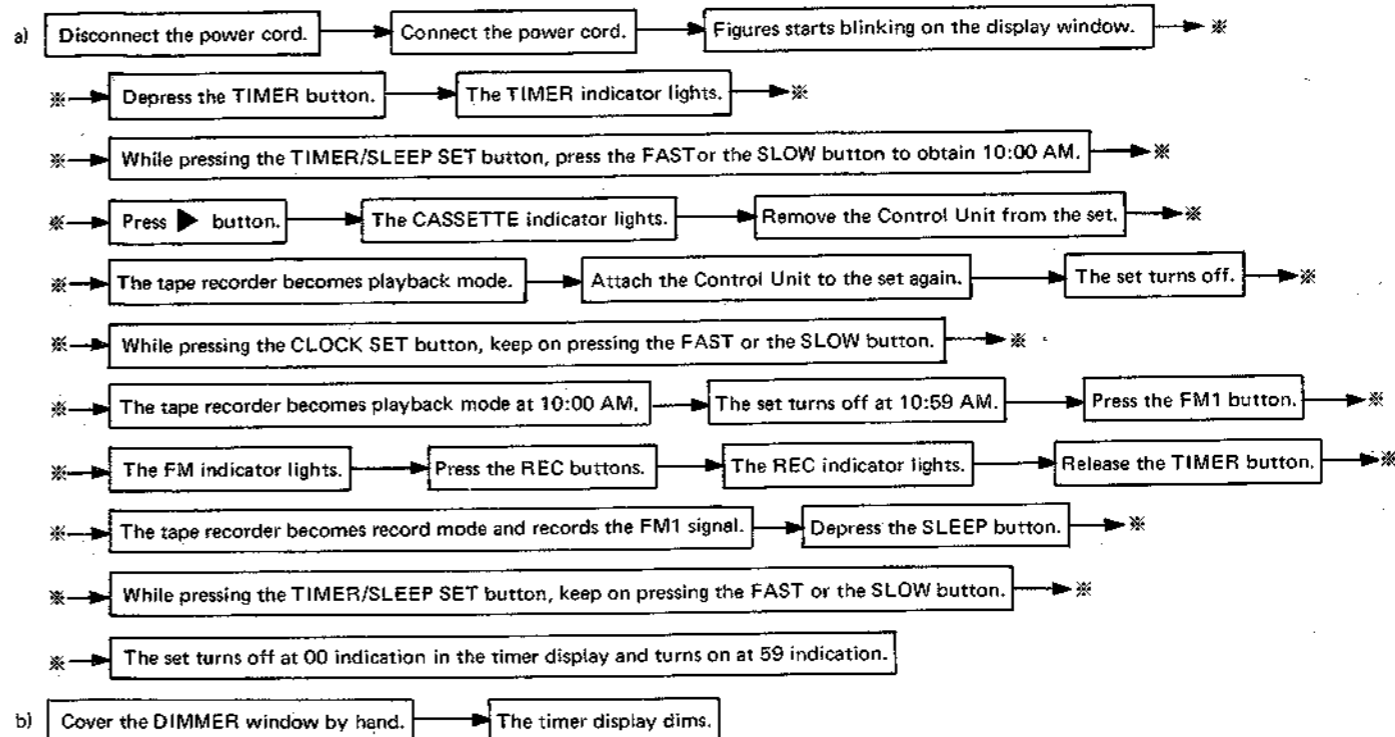 a) Disconnect the power cord. Connect the power cord. Figures starts blinking on the display window. ※
※ Depress the TIMER button. The TIMER indicator lights. ※
※ While pressing the TIMER/SLEEP SET button, press the FAST or the SLOW button to obtain 10:00 AM. ※
※ Press ▶ button. The CASSETTE indicator lights. Remove the Control Unit from the set. ※
※ The tape recorder becomes playback mode. Attach the Control Unit to the set again. The set turns off. ※
※ While pressing the CLOCK SET button, keep on pressing the FAST or the SLOW button. ※
※ The tape recorder becomes playback mode at 10:00 AM. The set turns off at 10:59 AM. Press the FM1 button. ※
※ The FM indicator lights. Press the REC buttons. The REC indicator lights. Release the TIMER button. ※
※ The tape recorder becomes record mode and records the FM1 signal. Depress the SLEEP button. ※
※ While pressing the TIMER/SLEEP SET button, keep on pressing the FAST or the SLOW button. ※
※ The set turns off at 00 indication in the timer display and turns on at 59 indication.
b) Cover the DIMMER window by hand. The timer display dims.